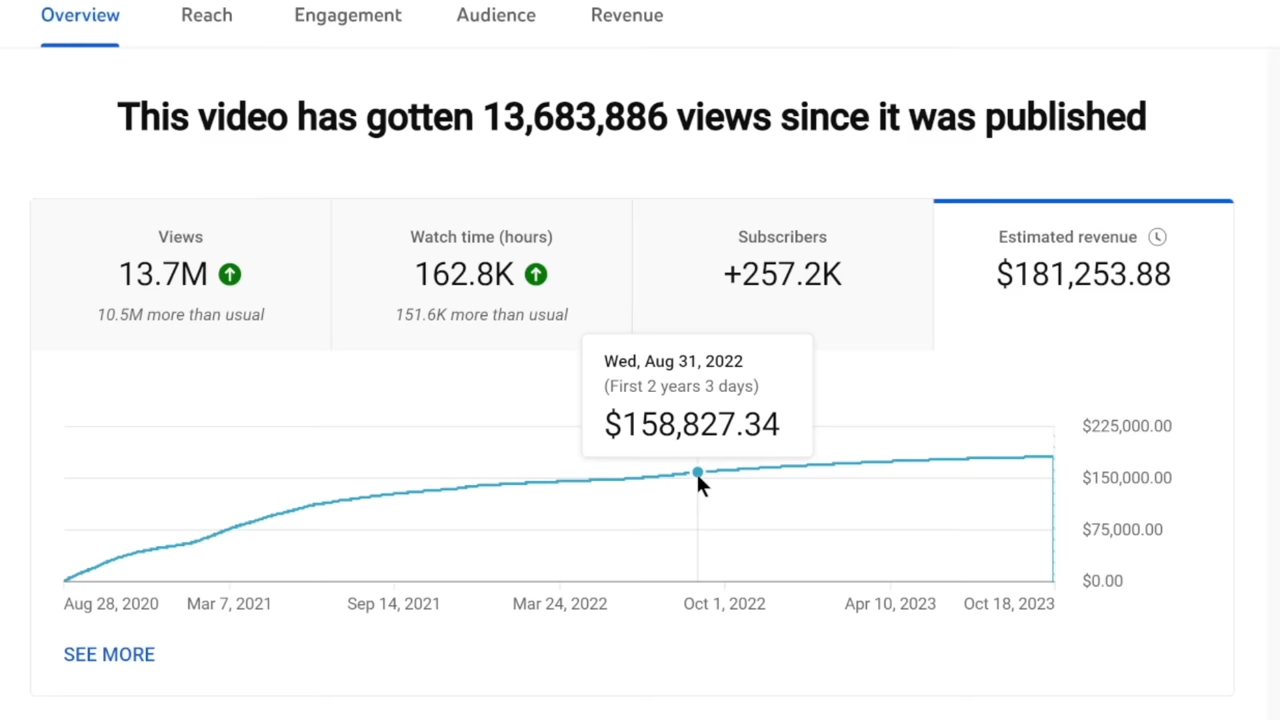 Overview Reach Engagement Audience Revenue
This video has gotten 13,683,886 views since it was published
Views
13.7M
10.5M more than usual
Watch time (hours)
162.8K
151.6K more than usual
Subscribers
+257.2K
Estimated revenue
$181,253.88
Wed, Aug 31, 2022
(First 2 years 3 days)
$158,827.34
$225,000.00
$150,000.00
$75,000.00
$0.00
Aug 28, 2020 Mar 7, 2021 Sep 14, 2021 Mar 24, 2022 Oct 1, 2022 Apr 10, 2023 Oct 18, 2023
SEE MORE